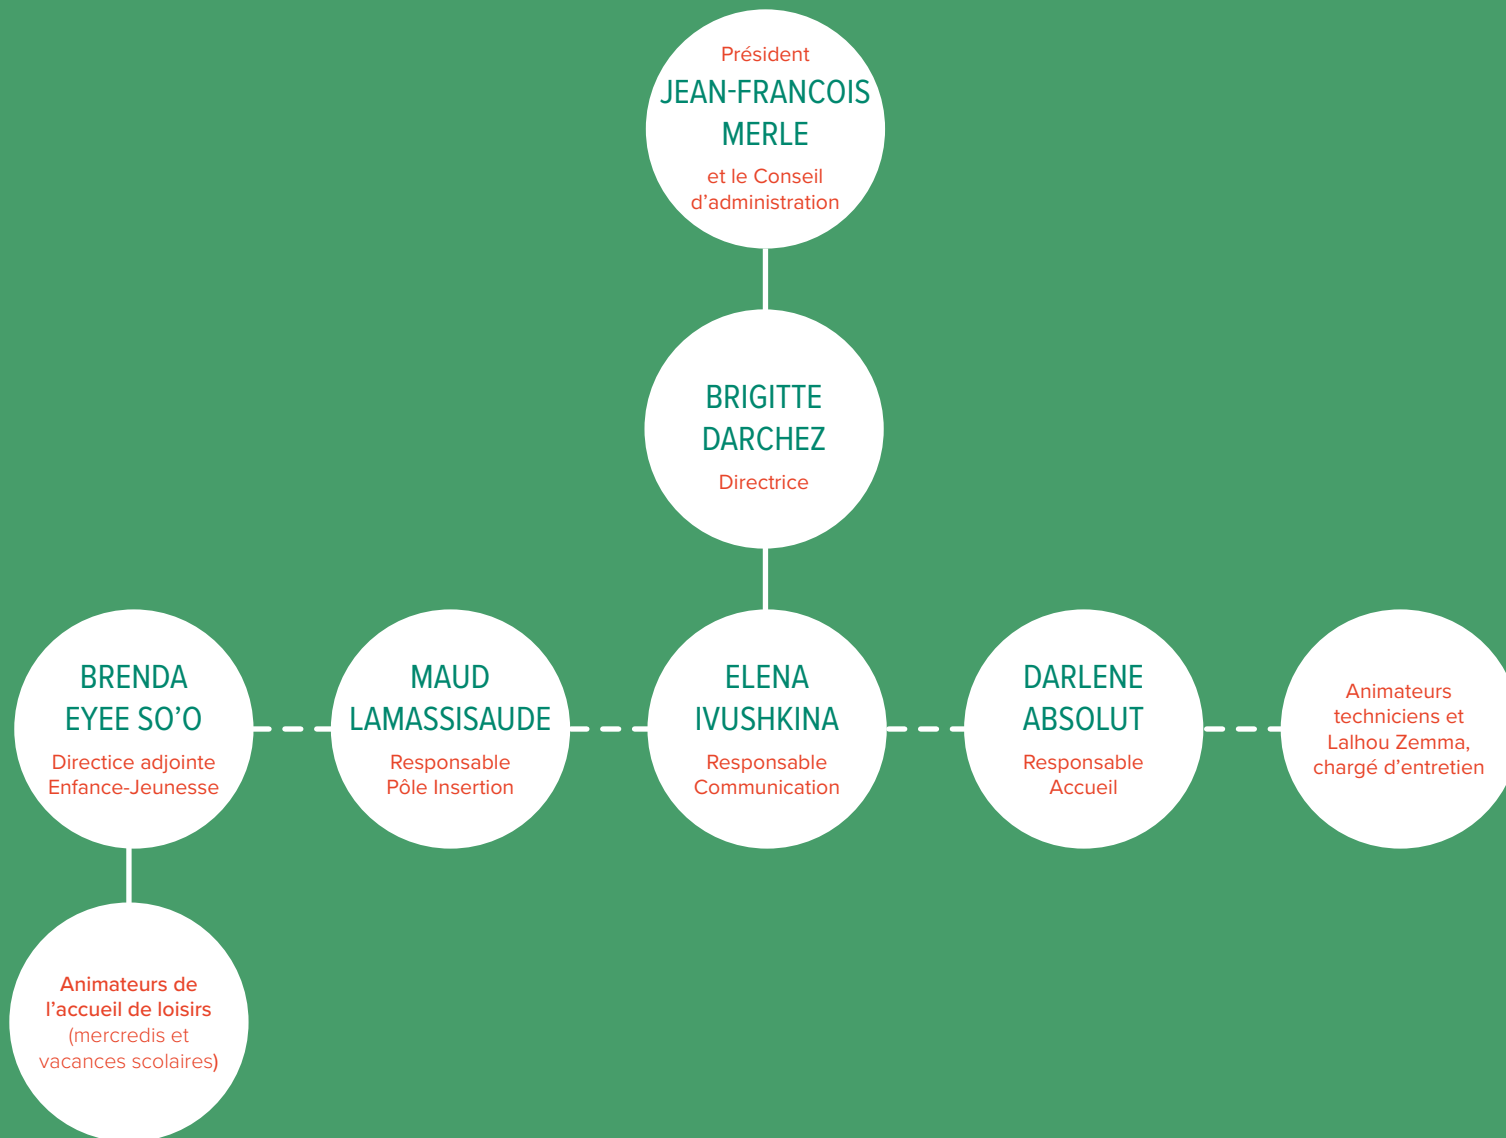 Président
JEAN-FRANCOIS
MERLE
et le Conseil
d’administration
BRIGITTE
DARCHEZ
Directrice
BRENDA
EYEE SO’O
Directice adjointe
Enfance-Jeunesse
MAUD
LAMASSISAUDE
Responsable
Pôle Insertion
ELENA
IVUSHKINA
Responsable
Communication
DARLENE
ABSOLUT
Responsable
Accueil
Animateurs
techniciens et
Lalhou Zemma,
chargé d’entretien
Animateurs de
l’accueil de loisirs
(mercredis et
vacances scolaires)